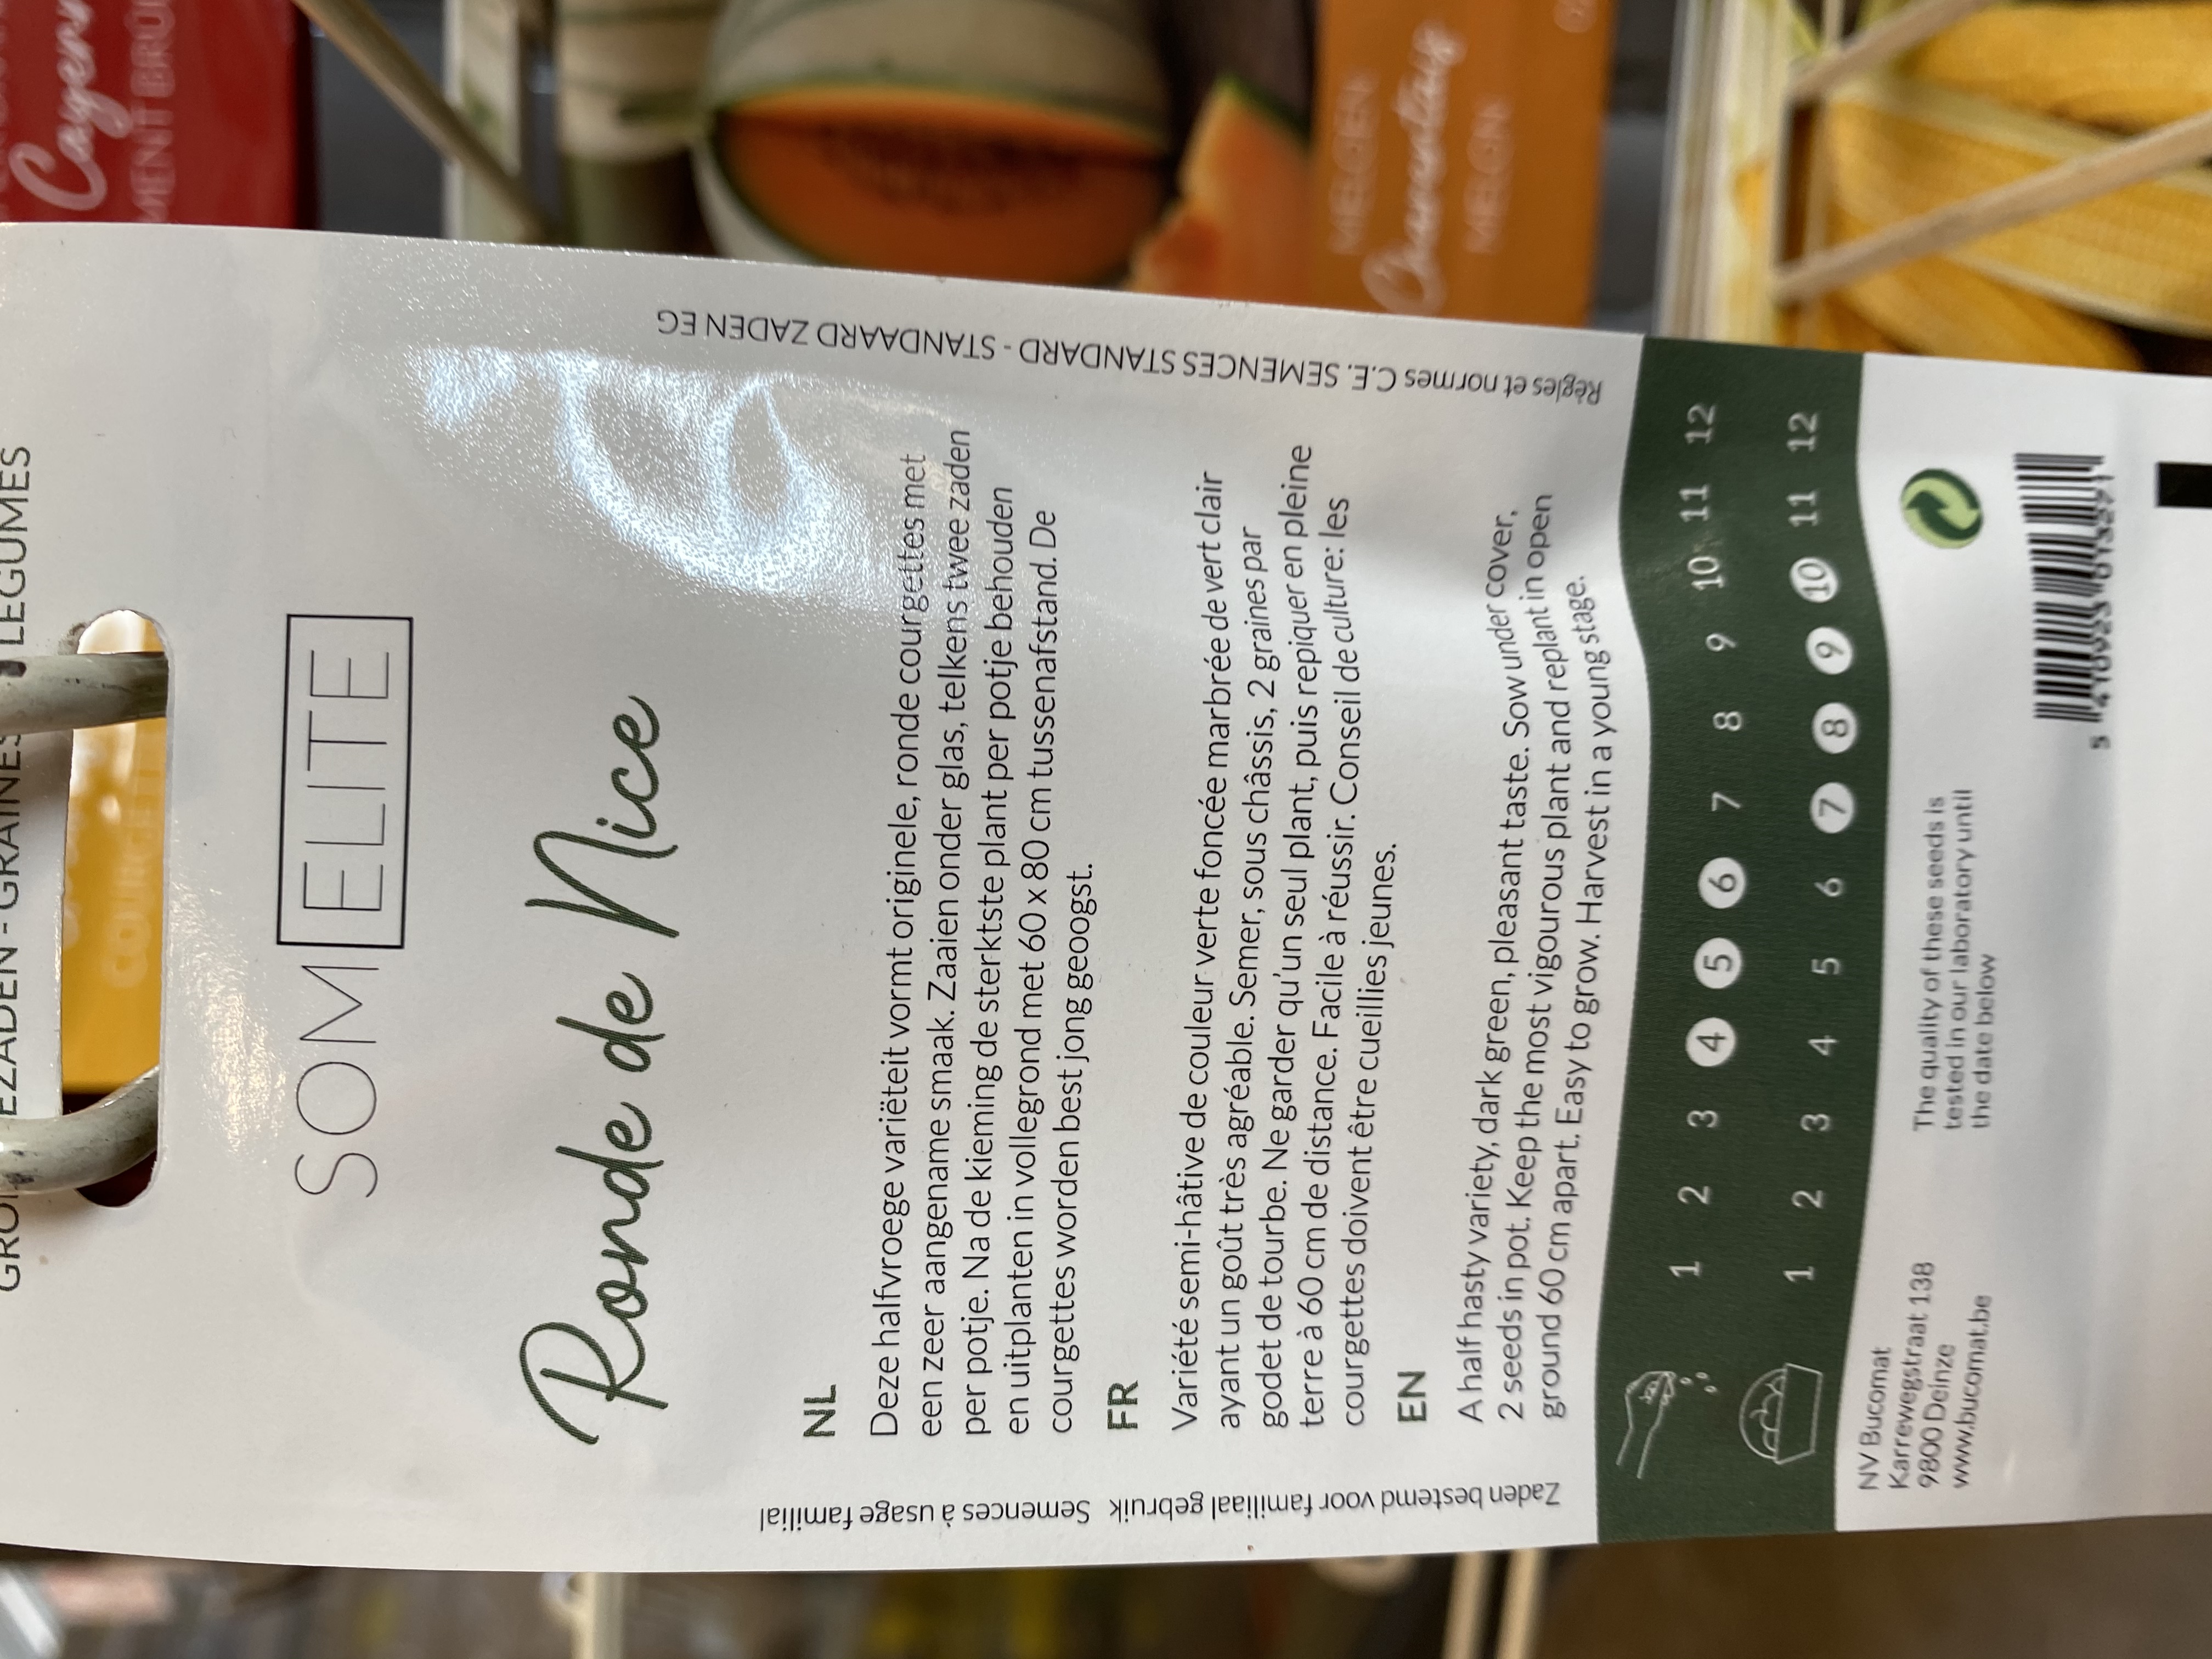 GRAINES
LEGUMES
SOM ELITE
Ronde de Nice
NL
Deze halfvroege variëteit vormt originele, ronde courgettes met
een zeer aangename smaak. Zaaien onder glas, telkens twee zaden
per potje. Na de kieming de sterktste plant per potje behouden
en uitplanten in vollegrond met 60 x 80 cm tussenafstand. De
courgettes worden best jong geoogst.
FR
Variété semi-hâtive de couleur verte foncée marbrée de vert clair
ayant un goût très agréable. Semer, sous châssis, 2 graines par
godet de tourbe. Ne garder qu'un seul plant, puis repiquer en pleine
terre à 60 cm de distance. Facile à réussir. Conseil de culture: les
courgettes doivent être cueillies jeunes.
EN
A half hasty variety, dark green, pleasant taste. Sow under cover,
2 seeds in pot. Keep the most vigourous plant and replant in open
ground 60 cm apart. Easy to grow. Harvest in a young stage.
1 2 3 4 5 6 7 8 9 10 11 12
1 2 3 4 5 6 7 8 9 10 11 12
NV Bucomat
Karrewegstraat 138
9800 Deinze
www.bucomat.be
The quality of these seeds is
tested in our laboratory until
the date below
Zaden bestemd voor familiaal gebruik Semences à usage familial
Règles et normes C.E. SEMENCES STANDARD - STANDAARD ZADEN EG
MELOEN
Charentais
MELON